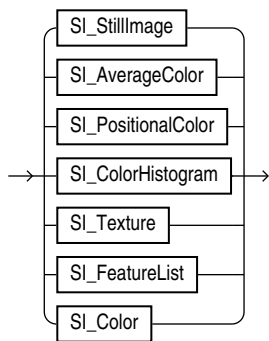 SI_StillImage
SI_AverageColor
SI_PositionalColor
SI_ColorHistogram
SI_Texture
SI_FeatureList
SI_Color